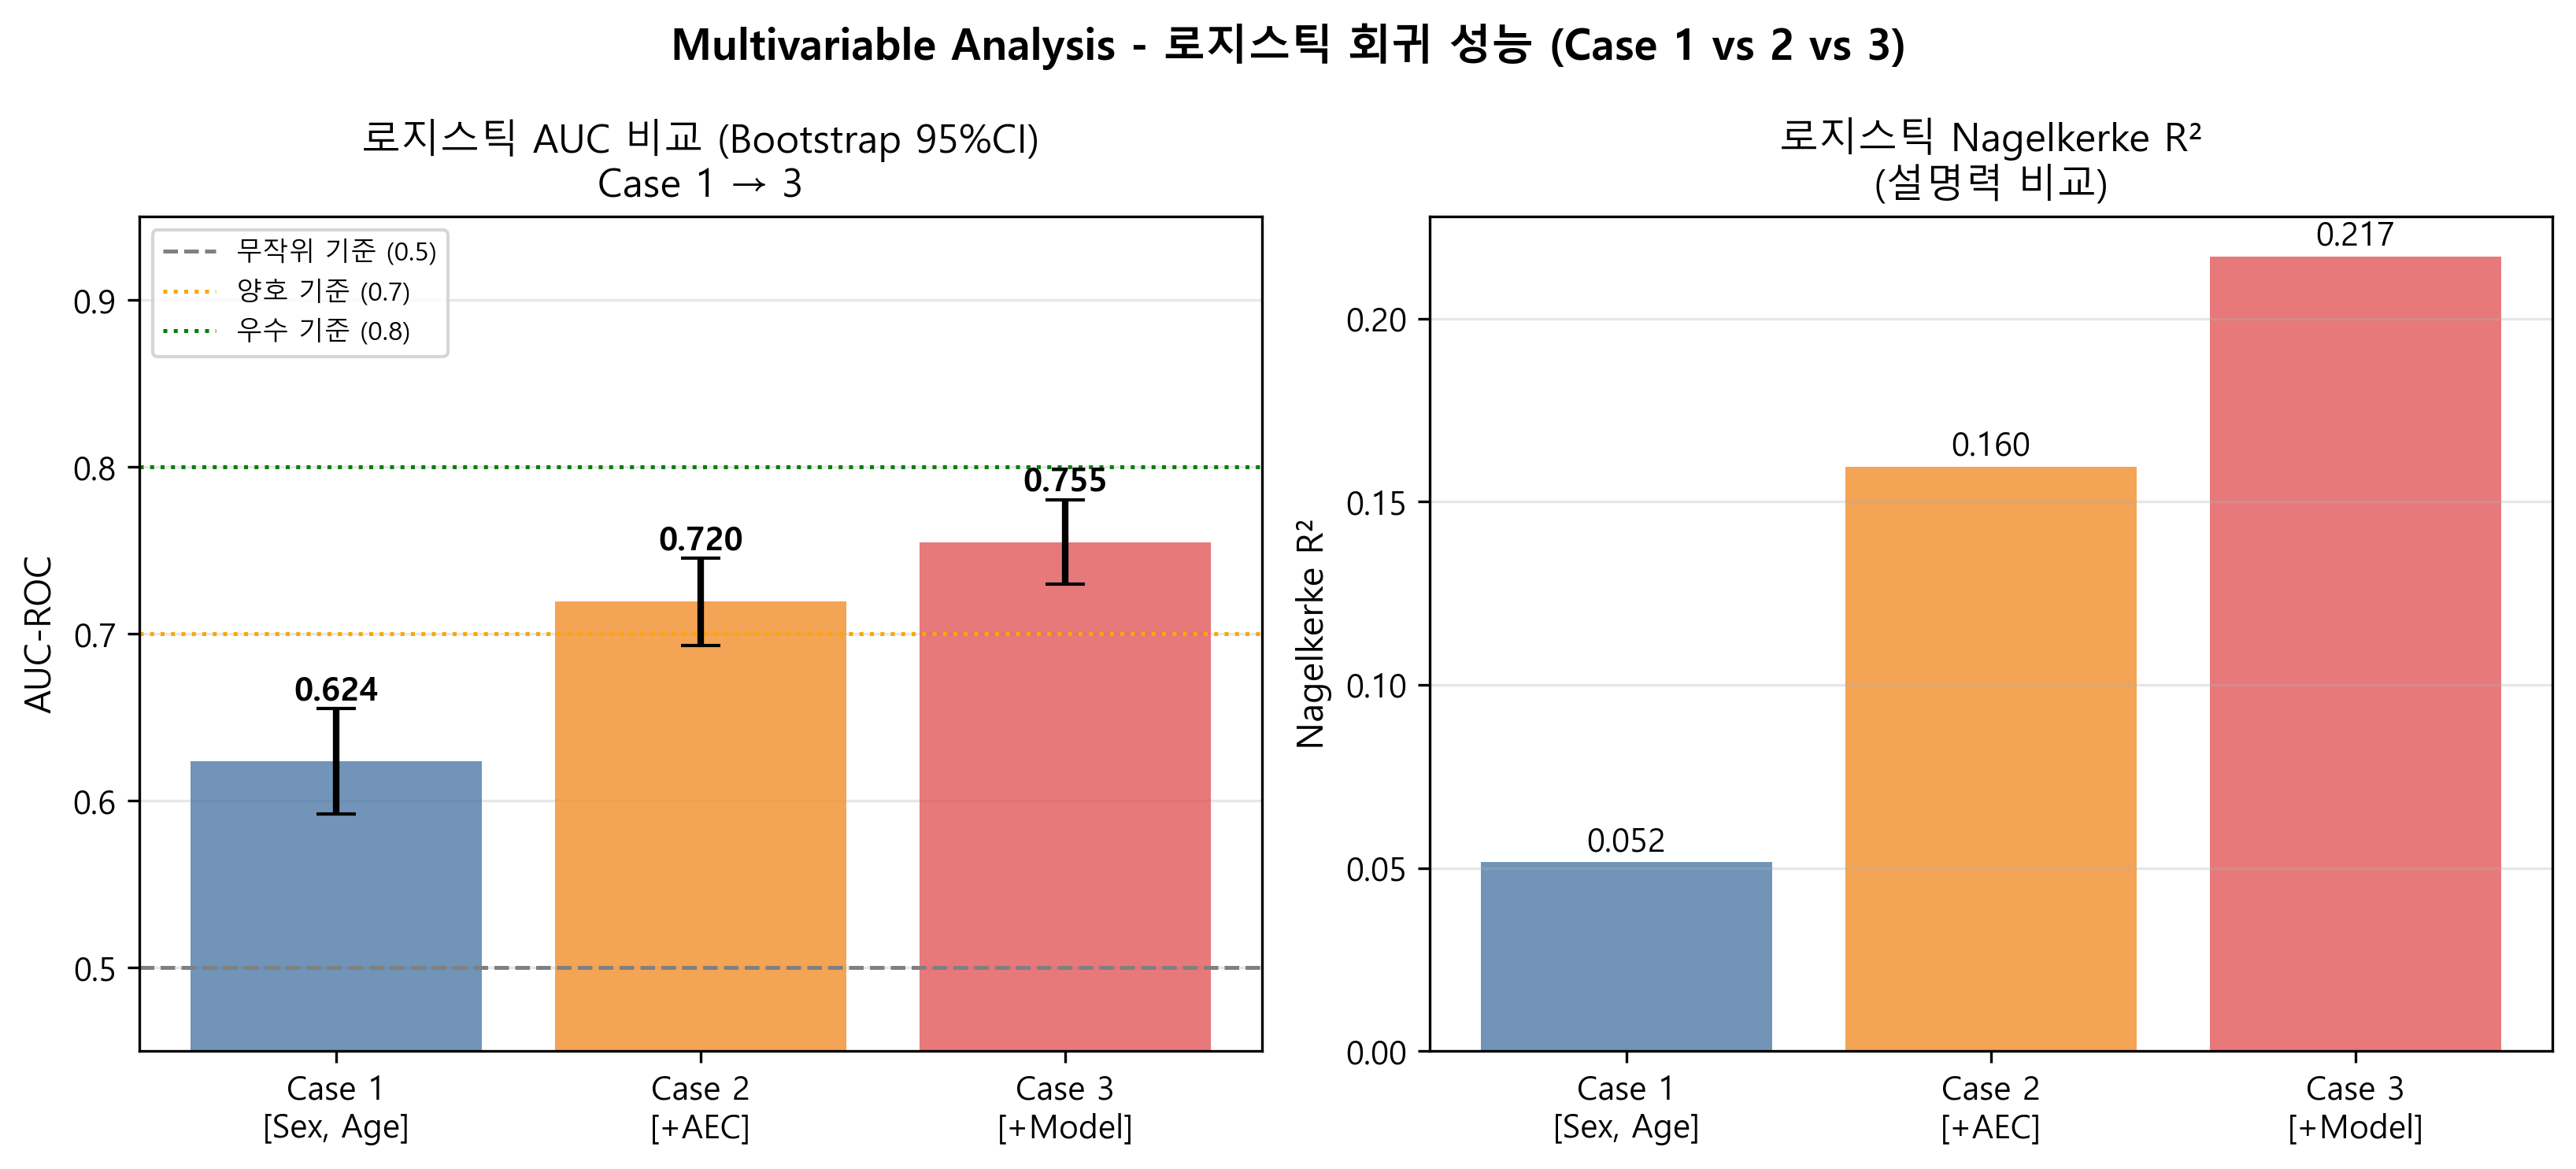 Multivariable Analysis - 로지스틱 회귀 성능 (Case 1 vs 2 vs 3)
로지스틱 AUC 비교 (Bootstrap 95%CI)
Case 1 → 3
무작위 기준 (0.5)
양호 기준 (0.7)
우수 기준 (0.8)
AUC-ROC
0.9
0.8
0.7
0.6
0.5
0.624
0.720
0.755
Case 1
[Sex, Age]
Case 2
[+AEC]
Case 3
[+Model]
로지스틱 Nagelkerke R²
(설명력 비교)
Nagelkerke R²
0.20
0.15
0.10
0.05
0.00
0.052
0.160
0.217
Case 1
[Sex, Age]
Case 2
[+AEC]
Case 3
[+Model]